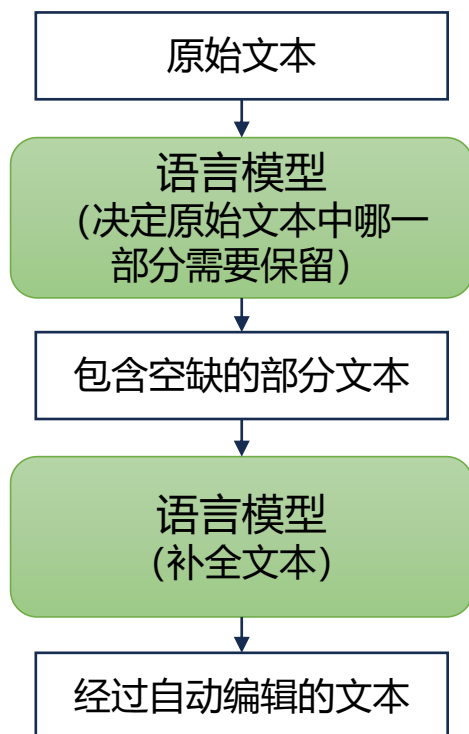 原始文本
语言模型
（决定原始文本中哪一
部分需要保留）
包含空缺的部分文本
语言模型
（补全文本）
经过自动编辑的文本